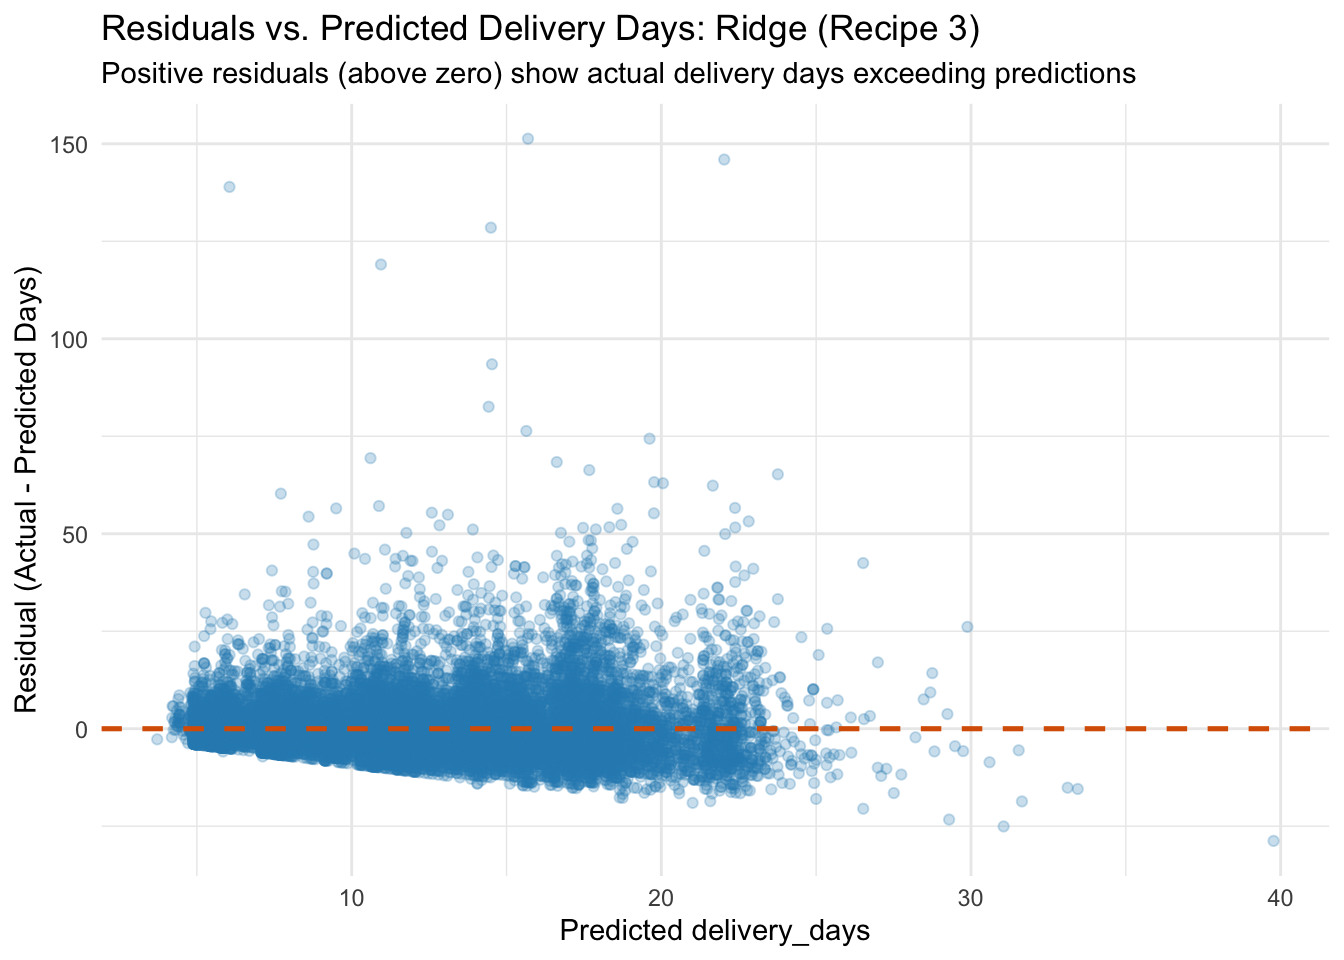 Residuals vs. Predicted Delivery Days: Ridge (Recipe 3)
Positive residuals (above zero) show actual delivery days exceeding predictions
Residual (Actual - Predicted Days)
150
100
50
0
10 20 30 40
Predicted delivery_days